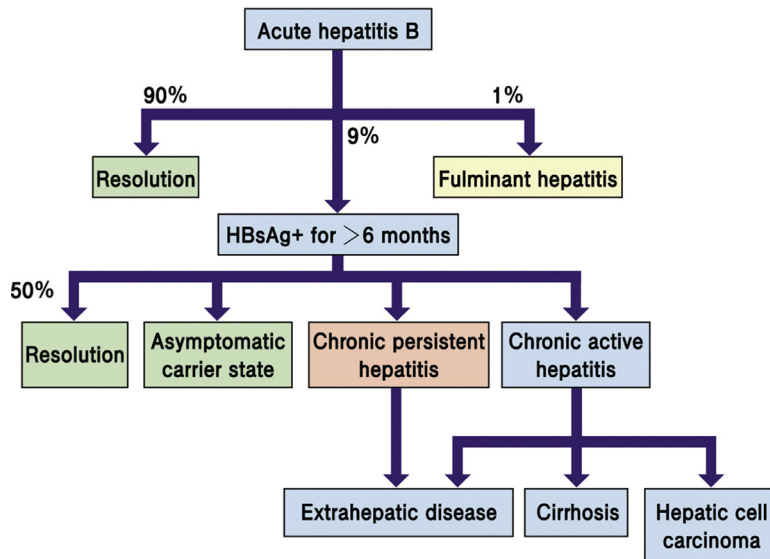 Acute hepatitis B
90%
1%
9%
Resolution
Fulminant hepatitis
HBsAg+ for >6 months
50%
Resolution
Asymptomatic
carrier state
Chronic persistent
hepatitis
Chronic active
hepatitis
Extrahepatic disease
Cirrhosis
Hepatic cell
carcinoma